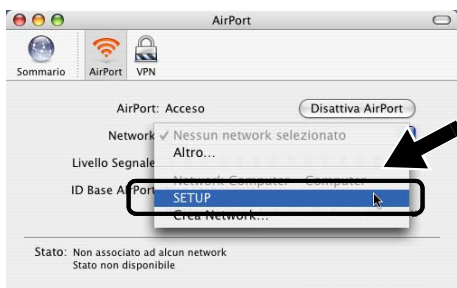 AirPort
Sommario AirPort VPN
AirPort: Acceso Disattiva AirPort
Network ✓ Nessun network selezionato
Altro...
Livello Segnale
Network Computer - Computer
ID Base AirPort SETUP
Crea Network...
Stato: Non associato ad alcun network
Stato non disponibile